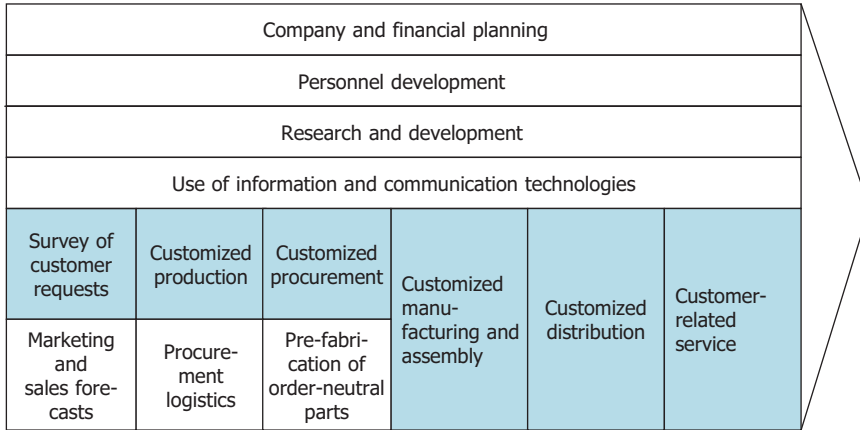 Company and financial planning
Personnel development
Research and development
Use of information and communication technologies
Survey of
customer
requests
Customized
production
Customized
procurement
Customized
manu-
facturing and
assembly
Customized
distribution
Customer-
related
service
Marketing
and
sales fore-
casts
Procure-
ment
logistics
Pre-fabri-
cation of
order-neutral
parts